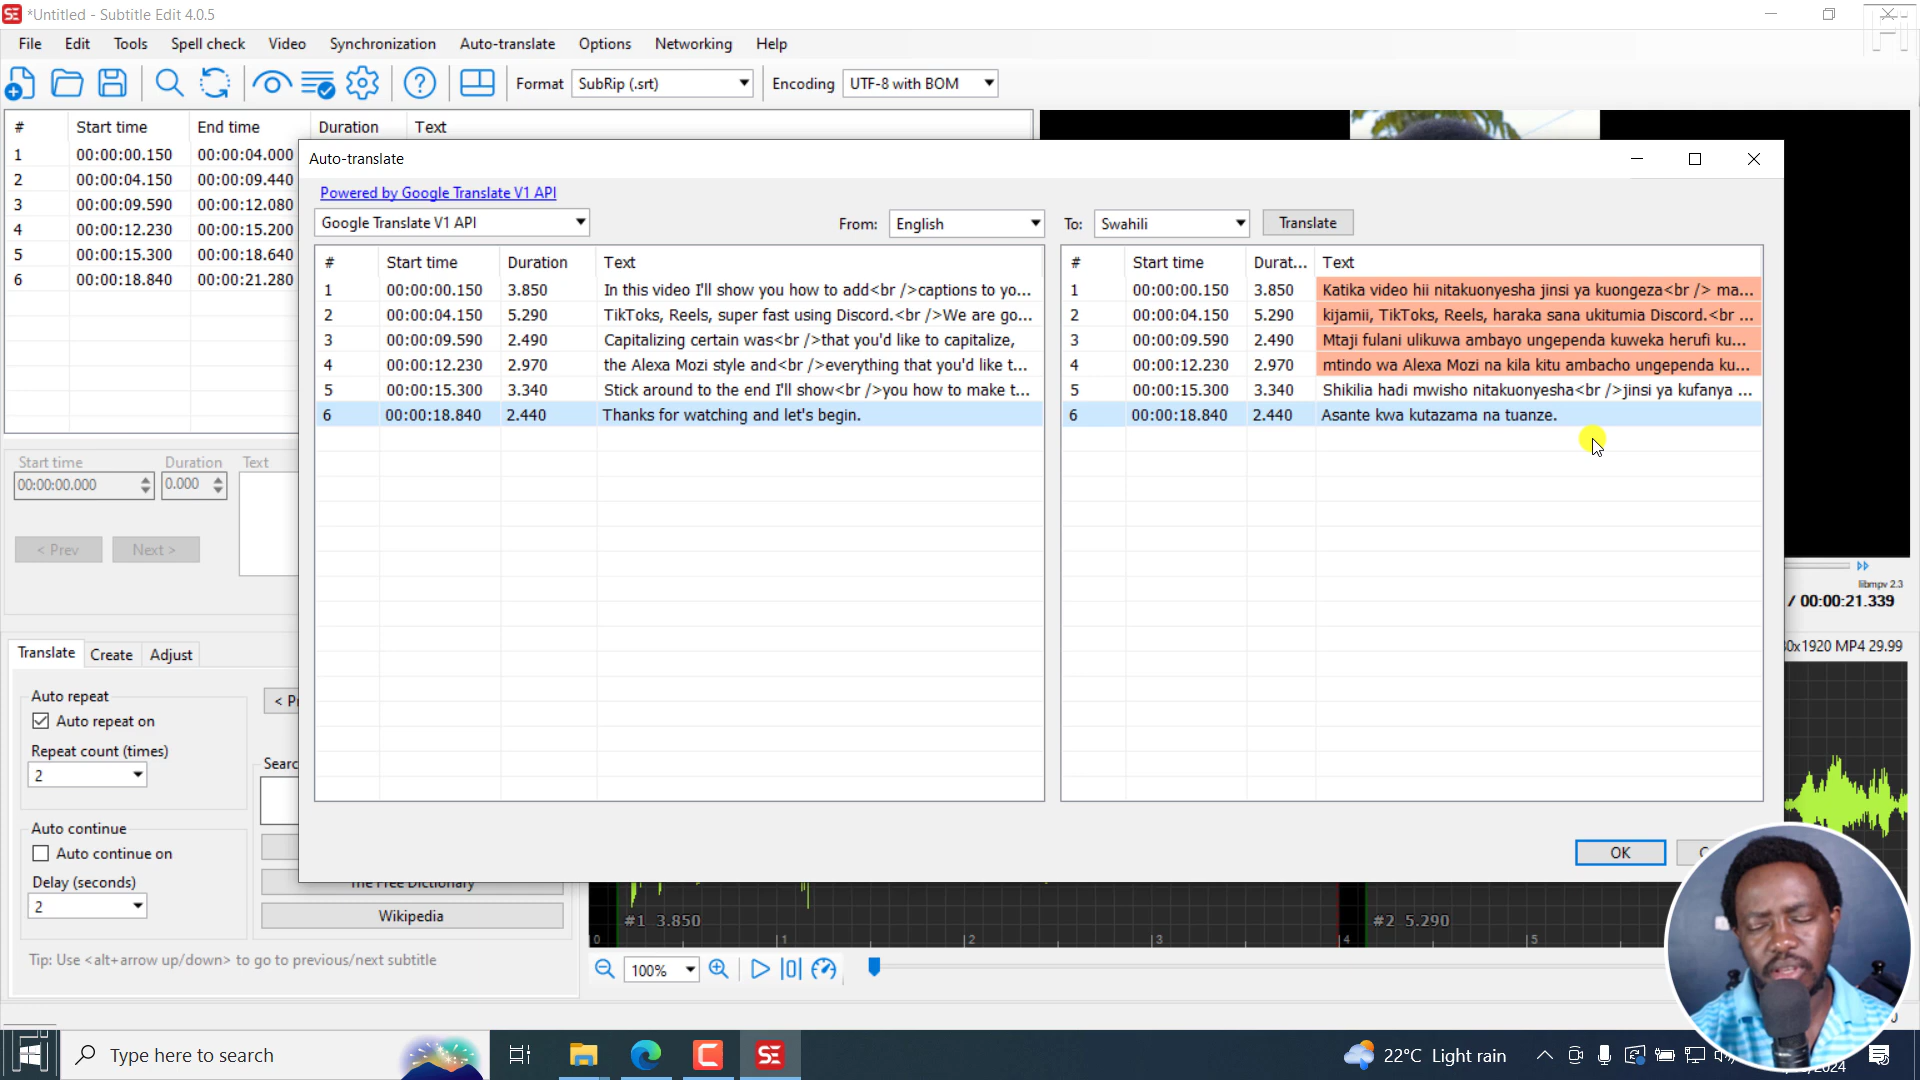 *Untitled - Subtitle Edit 4.0.5
File Edit Tools Spell check Video Synchronization Auto-translate Options Networking Help
Format SubRip (.srt) Encoding UTF-8 with BOM
# Start time End time Duration Text
1 00:00:00.150 00:00:04.000
2 00:00:04.150 00:00:09.440
3 00:00:09.590 00:00:12.080
4 00:00:12.230 00:00:15.200
5 00:00:15.300 00:00:18.640
6 00:00:18.840 00:00:21.280
Auto-translate
Powered by Google Translate V1 API
Google Translate V1 API From: English To: Swahili Translate
# Start time Duration Text
1 00:00:00.150 3.850 In this video I'll show you how to add<br />captions to yo...
2 00:00:04.150 5.290 TikToks, Reels, super fast using Discord.<br />We are go...
3 00:00:09.590 2.490 Capitalizing certain was<br />that you'd like to capitalize,
4 00:00:12.230 2.970 the Alexa Mozi style and<br />everything that you'd like t...
5 00:00:15.300 3.340 Stick around to the end I'll show<br />you how to make t...
6 00:00:18.840 2.440 Thanks for watching and let's begin.
# Start time Durat... Text
1 00:00:00.150 3.850 Katika video hii nitakuonyesha jinsi ya kuongeza<br /> ma...
2 00:00:04.150 5.290 kijamii, TikToks, Reels, haraka sana ukitumia Discord.<br ...
3 00:00:09.590 2.490 Mtaji fulani ulikuwa ambayo ungependa kuweka herufi ku...
4 00:00:12.230 2.970 mtindo wa Alexa Mozi na kila kitu ambacho ungependa ku...
5 00:00:15.300 3.340 Shikilia hadi mwisho nitakuonyesha<br />jinsi ya kufanya ...
6 00:00:18.840 2.440 Asante kwa kutazama na tuanze.
OK
Start time Duration Text
00:00:00.000 0.000
< Prev Next >
libmpv 2.3
/ 00:00:21.339
0x1920 MP4 29.99
Translate Create Adjust
Auto repeat
Auto repeat on
Repeat count (times)
2
Auto continue
Auto continue on
Delay (seconds)
2
Tip: Use <alt+arrow up/down> to go to previous/next subtitle
< Pr
Searc
The Free Dictionary
Wikipedia
#1 3.850 #2 5.290
0 1 2 3 4 5
100%
Type here to search
22°C Light rain